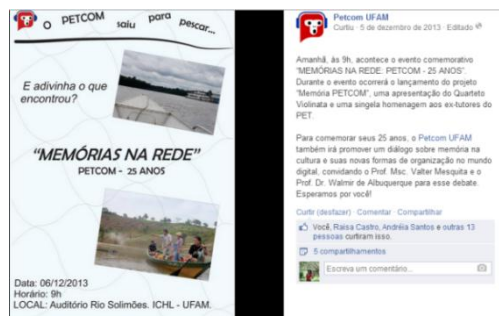 O PETCOM saiu para pescar...
E adivinha o que
encontrou?
“MEMÓRIAS NA REDE”
PETCOM - 25 ANOS
Data: 06/12/2013
Horário: 9h
LOCAL: Auditório Rio Solimões. ICHL - UFAM.
Petcom UFAM
Curtiu · 5 de dezembro de 2013 · Editado
Amanhã, às 9h, acontece o evento comemorativo
“MEMÓRIAS NA REDE: PETCOM - 25 ANOS”.
Durante o evento ocorrerá o lançamento do projeto
“Memória PETCOM”, uma apresentação do Quarteto
Violinata e uma singela homenagem aos ex-tutores do
PET.
Para comemorar seus 25 anos, o Petcom UFAM
também irá promover um diálogo sobre memória na
cultura e suas novas formas de organização no mundo
digital, convidando o Prof. Msc. Valter Mesquita e o
Prof. Dr. Walmir de Albuquerque para esse debate.
Esperamos por você!
Curtir (desfazer) · Comentar · Compartilhar
Você, Raisa Castro, Andréia Santos e outras 13
pessoas curtiram isso.
5 compartilhamentos
Escreva um comentário...